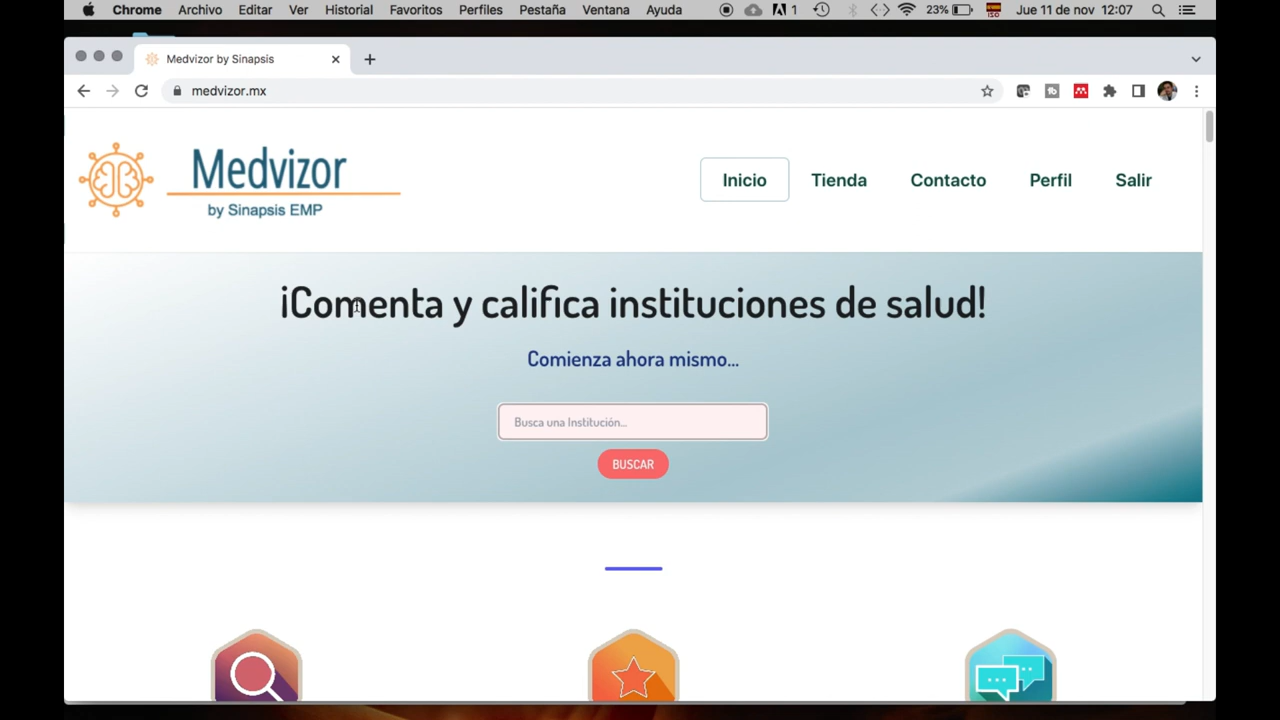 Chrome Archivo Editar Ver Historial Favoritos Perfiles Pestaña Ventana Ayuda 1 23% ISO Jue 11 de nov 12:07
Medvizor by Sinapsis
medvizor.mx
Medvizor
by Sinapsis EMP
Inicio Tienda Contacto Perfil Salir
¡Comenta y califica instituciones de salud!
Comienza ahora mismo...
Busca una Institución...
BUSCAR